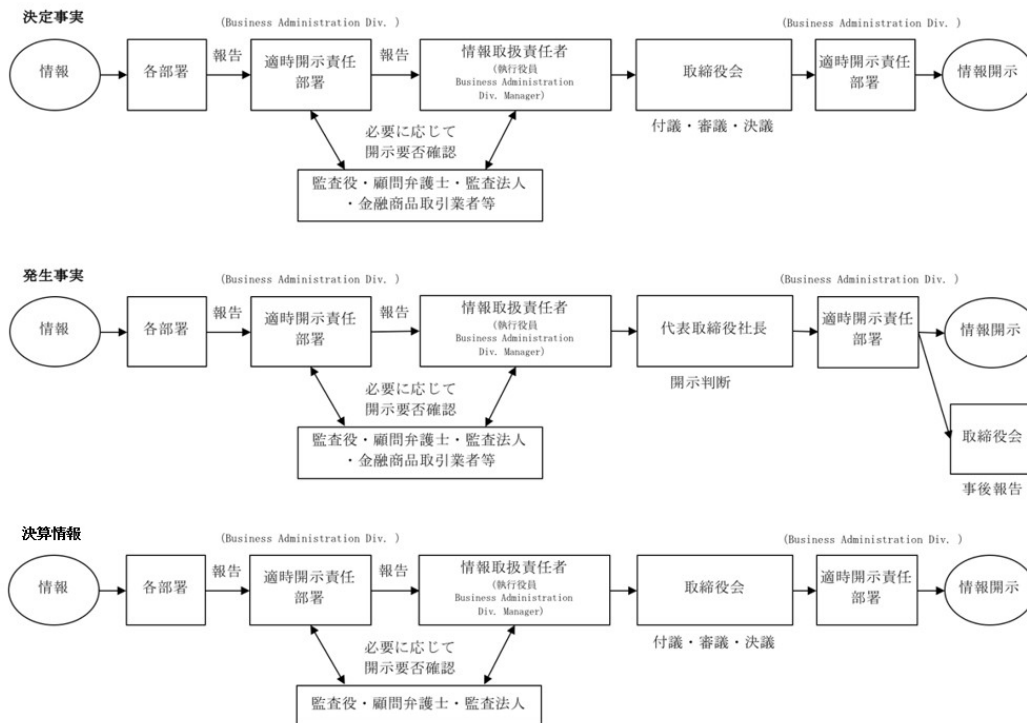 決定事実
(Business Administration Div. )
(Business Administration Div. )
情報
各部署
報告
適時開示責任
部署
報告
情報取扱責任者
(執行役員
Business Administration
Div. Manager)
取締役会
適時開示責任
部署
情報開示
付議・審議・決議
必要に応じて
開示要否確認
監査役・顧問弁護士・監査法人
・金融商品取引業者等
発生事実
(Business Administration Div. )
(Business Administration Div. )
情報
各部署
報告
適時開示責任
部署
報告
情報取扱責任者
(執行役員
Business Administration
Div. Manager)
代表取締役社長
適時開示責任
部署
情報開示
開示判断
必要に応じて
開示要否確認
監査役・顧問弁護士・監査法人
・金融商品取引業者等
取締役会
事後報告
決算情報
(Business Administration Div. )
(Business Administration Div. )
情報
各部署
報告
適時開示責任
部署
報告
情報取扱責任者
(執行役員
Business Administration
Div. Manager)
取締役会
適時開示責任
部署
情報開示
付議・審議・決議
必要に応じて
開示要否確認
監査役・顧問弁護士・監査法人